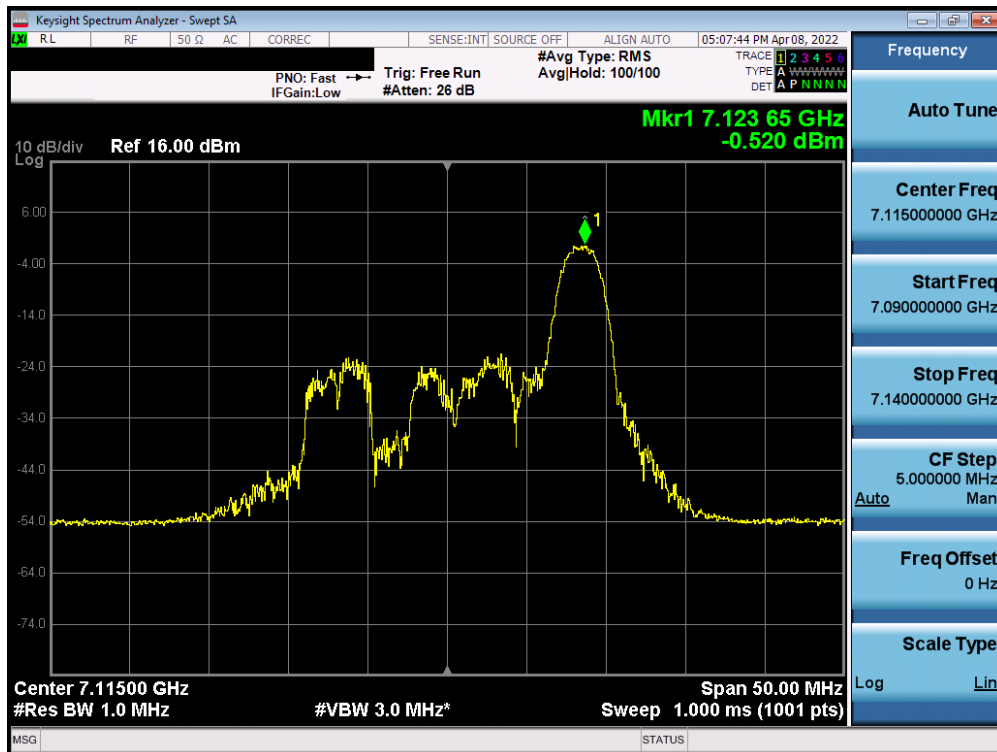 Keysight Spectrum Analyzer - Swept SA
LXI RL RF 50 Ω AC CORREC SENSE:INT SOURCE OFF ALIGN AUTO 05:07:44 PM Apr 08, 2022
Frequency
#Avg Type: RMS TRACE 1 2 3 4 5 6
PNO: Fast Trig: Free Run Avg|Hold: 100/100 TYPE A WWWWW
IFGain:Low #Atten: 26 dB DET A P N N N N
Auto Tune
Mkr1 7.123 65 GHz
-0.520 dBm
10 dB/div Ref 16.00 dBm
Log
1
6.00
-4.00
-14.0
-24.0
-34.0
-44.0
-54.0
-64.0
-74.0
Center 7.11500 GHz Span 50.00 MHz
#Res BW 1.0 MHz #VBW 3.0 MHz* Sweep 1.000 ms (1001 pts)
Center Freq
7.115000000 GHz
Start Freq
7.090000000 GHz
Stop Freq
7.140000000 GHz
CF Step
5.000000 MHz
Auto Man
Freq Offset
0 Hz
Scale Type
Log Lin
MSG STATUS